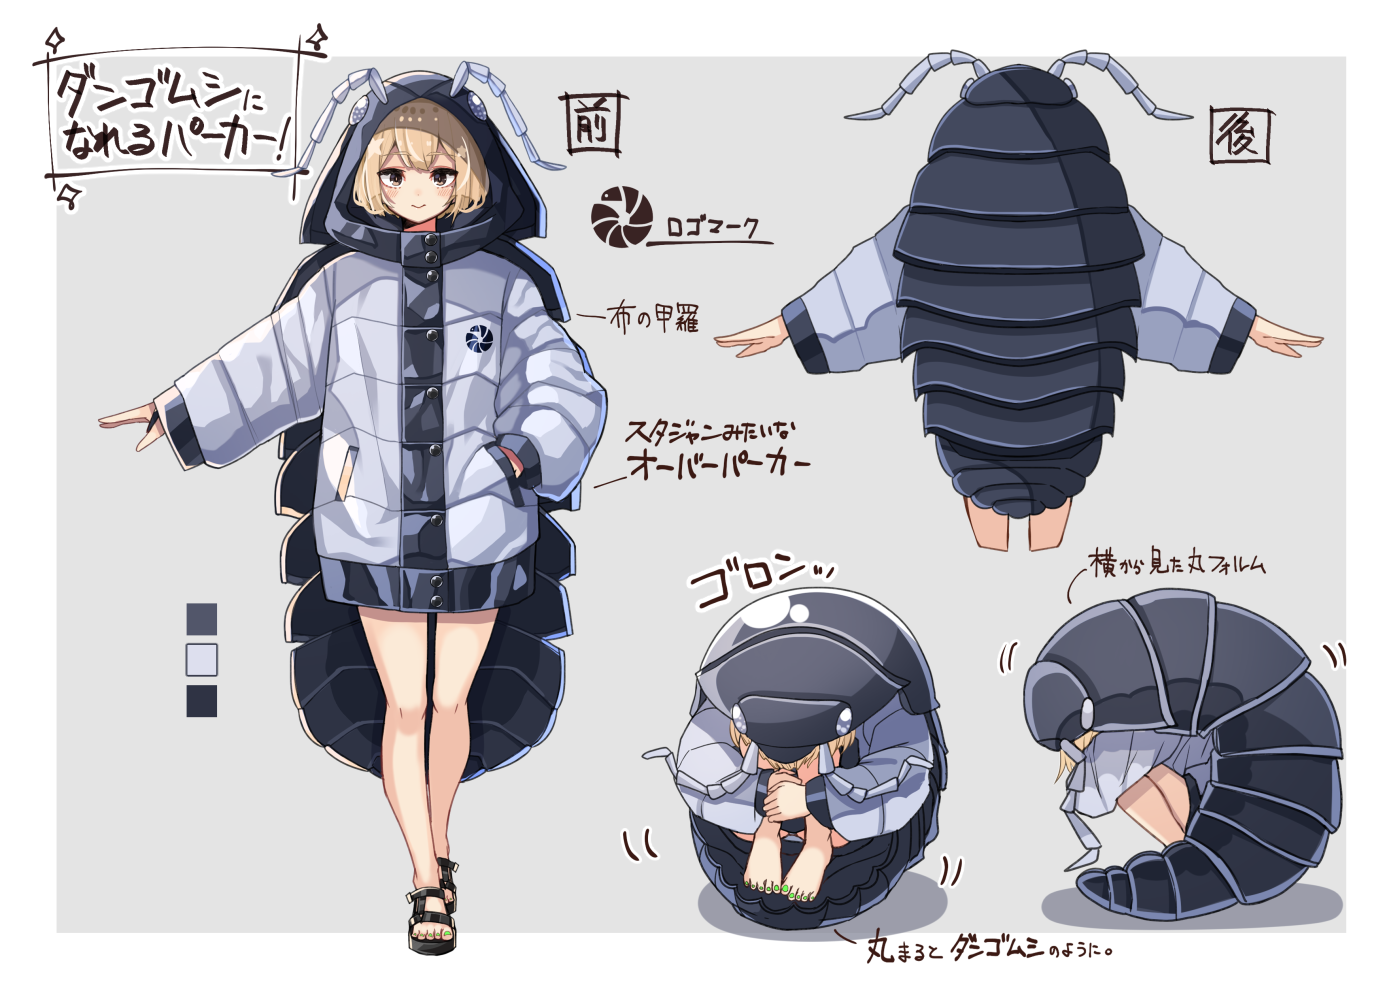 ダンゴムシに
なれるパーカー!
前
後
ロゴマーク
布の甲羅
スタジャンみたいな
オーバーパーカー
ゴロンッ
横から見た丸フォルム
丸まるとダンゴムシのように。